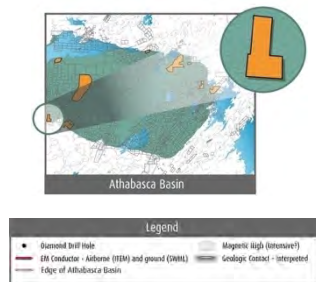 Athabasca Basin
Legend
Diamond Drill Hole
EM Conductor - Airborne (ITEM) and ground (SWML)
Edge of Athabasca Basin
Magnetic High (Intensive?)
Geologic Contact - Interpreted